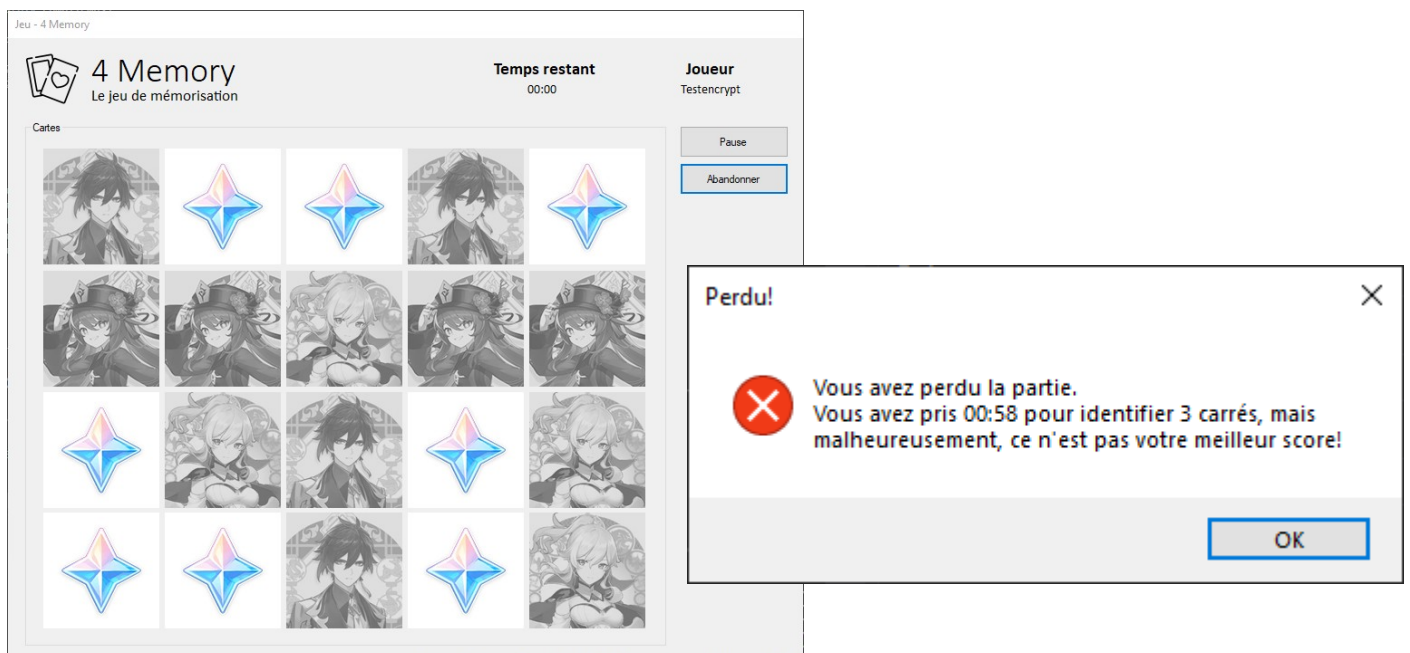 Jeu - 4 Memory
4 Memory
Le jeu de mémorisation
Temps restant
00:00
Joueur
Testencrypt
Cartes
Pause
Abandonner
Perdu!
Vous avez perdu la partie.
Vous avez pris 00:58 pour identifier 3 carrés, mais
malheureusement, ce n'est pas votre meilleur score!
OK